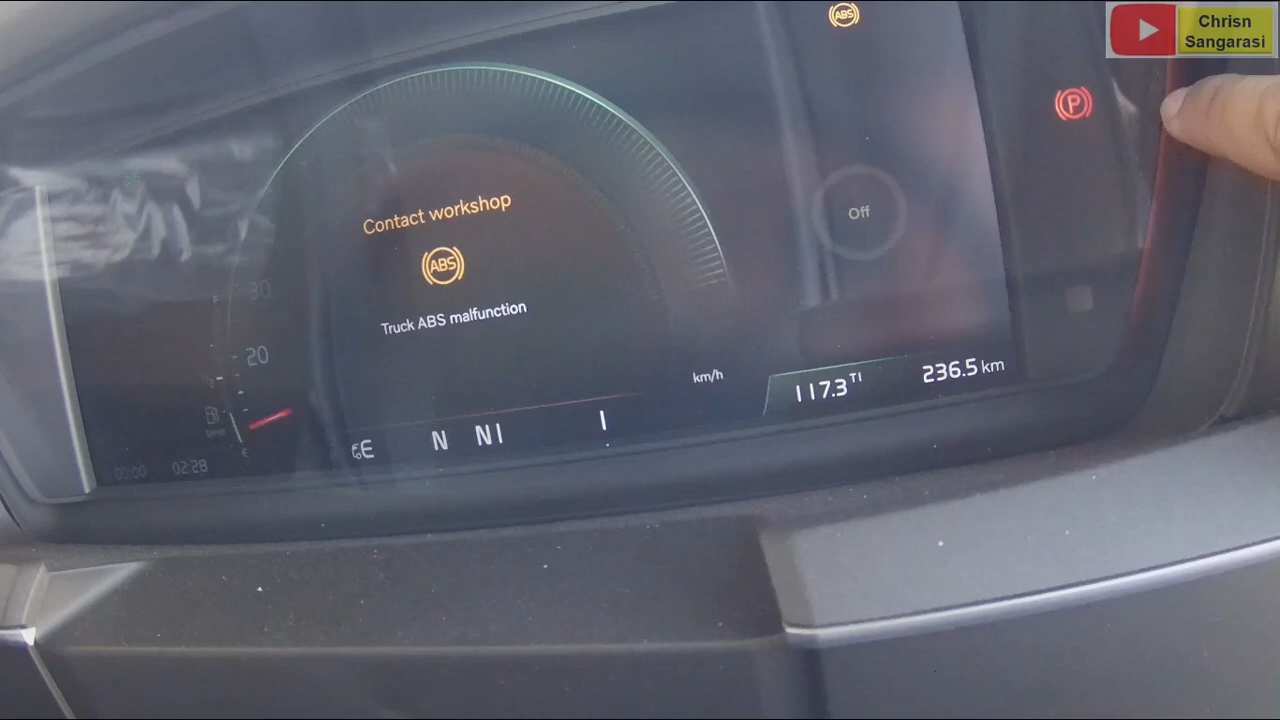 Chrisn
Sangarasi
ABS
P
Contact workshop
ABS
Truck ABS malfunction
Off
30
20
F
E
km/h
117.3 TI
236.5 km
E
N
N1
00:00
02:28